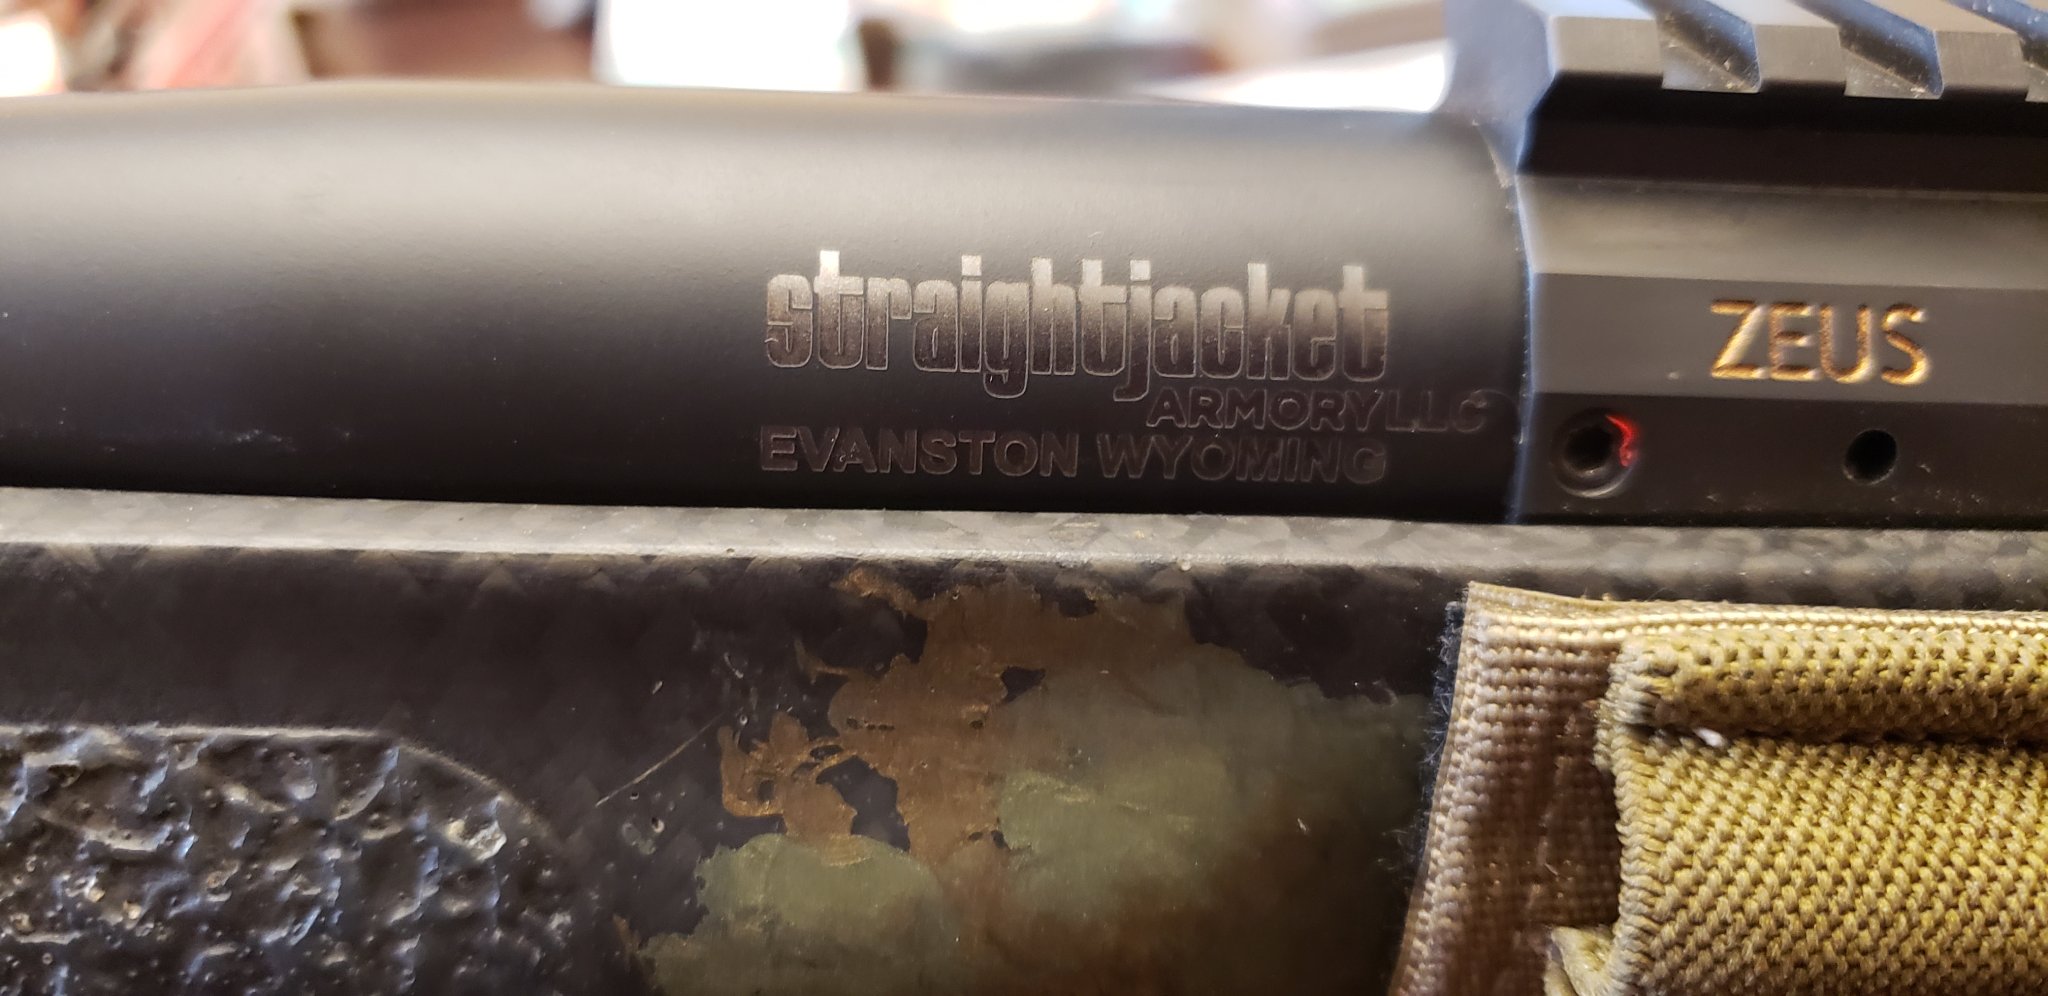 straightjacket
ARMORY LLC
EVANSTON WYOMING
ZEUS